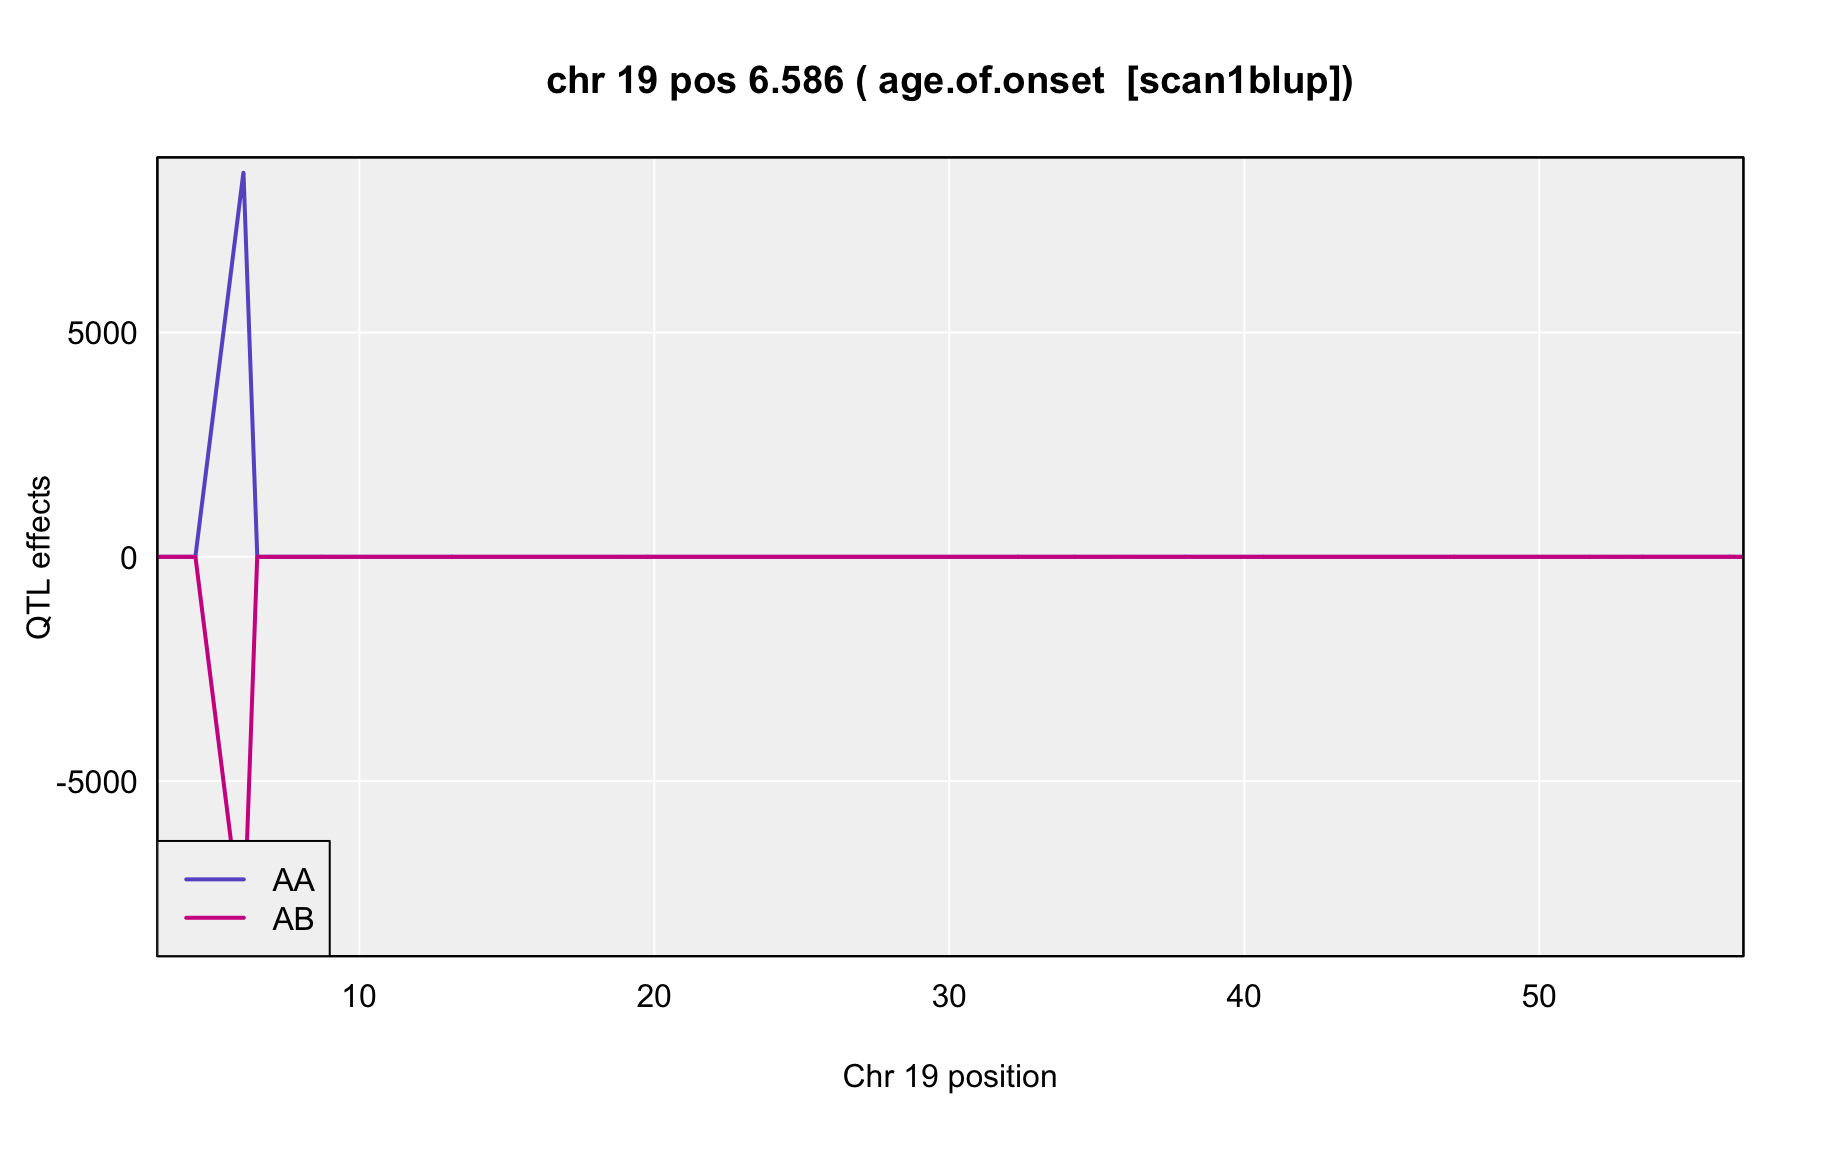 chr 19 pos 6.586 ( age.of.onset  [scan1blup])
QTL effects
5000
0
-5000
AA
AB
10 20 30 40 50
Chr 19 position